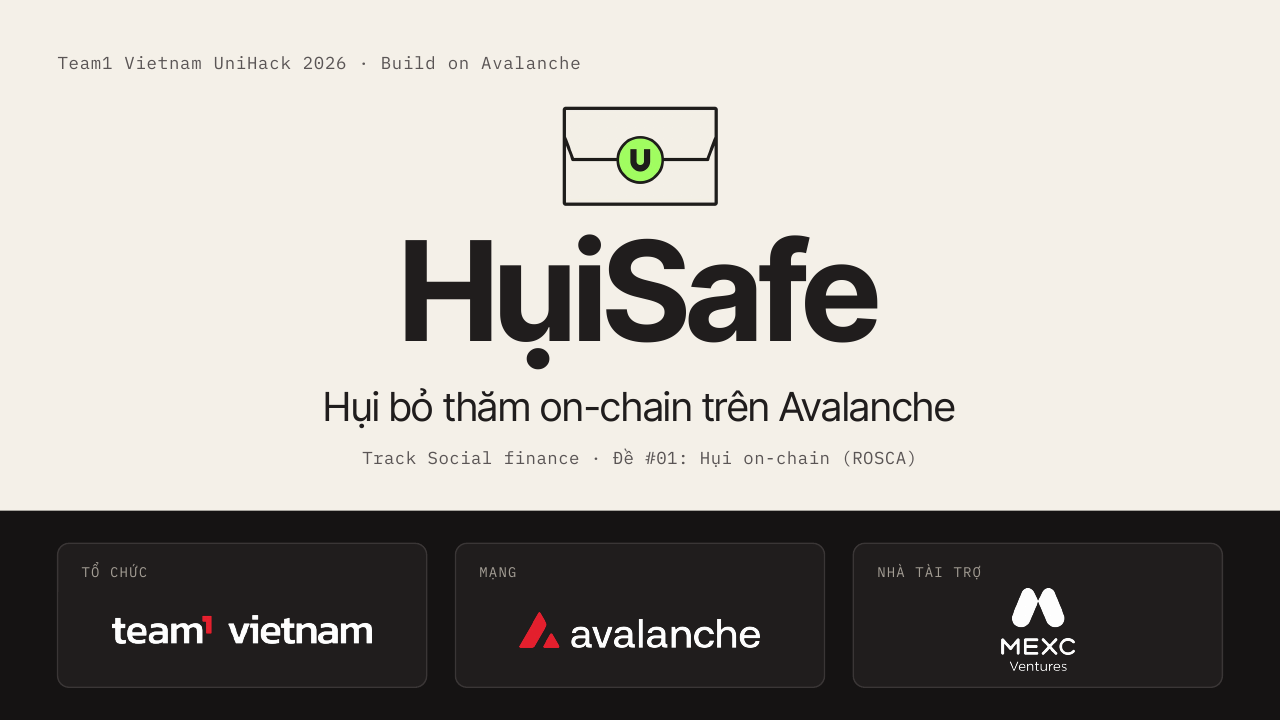 Team1 Vietnam UniHack 2026 · Build on Avalanche
U
HụiSafe
Hụi bỏ thăm on-chain trên Avalanche
Track Social finance · Đề #01: Hụi on-chain (ROSCA)
TỔ CHỨC
team1 vietnam
MẠNG
avalanche
NHÀ TÀI TRỢ
MEXC
Ventures